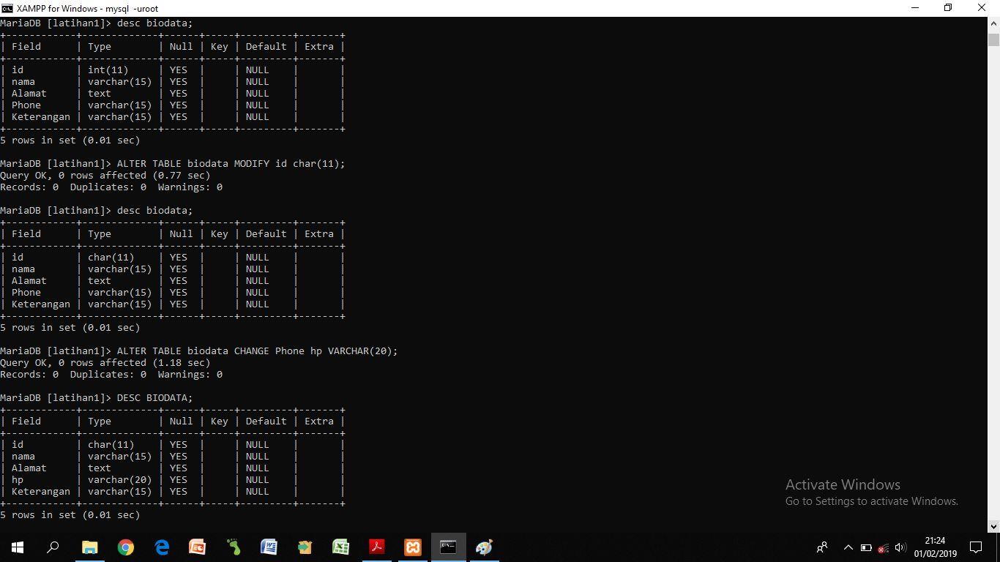 XAMPP for Windows - mysql  -uroot
MariaDB [latihan1]> desc biodata;
+------------+-------------+------+-----+---------+-------+
| Field      | Type        | Null | Key | Default | Extra |
+------------+-------------+------+-----+---------+-------+
| id         | int(11)     | YES  |     | NULL    |       |
| nama       | varchar(15) | YES  |     | NULL    |       |
| Alamat     | text        | YES  |     | NULL    |       |
| Phone      | varchar(15) | YES  |     | NULL    |       |
| Keterangan | varchar(15) | YES  |     | NULL    |       |
+------------+-------------+------+-----+---------+-------+
5 rows in set (0.01 sec)
MariaDB [latihan1]> ALTER TABLE biodata MODIFY id char(11);
Query OK, 0 rows affected (0.77 sec)
Records: 0  Duplicates: 0  Warnings: 0
MariaDB [latihan1]> desc biodata;
+------------+-------------+------+-----+---------+-------+
| Field      | Type        | Null | Key | Default | Extra |
+------------+-------------+------+-----+---------+-------+
| id         | char(11)    | YES  |     | NULL    |       |
| nama       | varchar(15) | YES  |     | NULL    |       |
| Alamat     | text        | YES  |     | NULL    |       |
| Phone      | varchar(15) | YES  |     | NULL    |       |
| Keterangan | varchar(15) | YES  |     | NULL    |       |
+------------+-------------+------+-----+---------+-------+
5 rows in set (0.01 sec)
MariaDB [latihan1]> ALTER TABLE biodata CHANGE Phone hp VARCHAR(20);
Query OK, 0 rows affected (1.18 sec)
Records: 0  Duplicates: 0  Warnings: 0
MariaDB [latihan1]> DESC BIODATA;
+------------+-------------+------+-----+---------+-------+
| Field      | Type        | Null | Key | Default | Extra |
+------------+-------------+------+-----+---------+-------+
| id         | char(11)    | YES  |     | NULL    |       |
| nama       | varchar(15) | YES  |     | NULL    |       |
| Alamat     | text        | YES  |     | NULL    |       |
| hp         | varchar(20) | YES  |     | NULL    |       |
| Keterangan | varchar(15) | YES  |     | NULL    |       |
+------------+-------------+------+-----+---------+-------+
5 rows in set (0.01 sec)
Activate Windows
Go to Settings to activate Windows.
21:24
01/02/2019